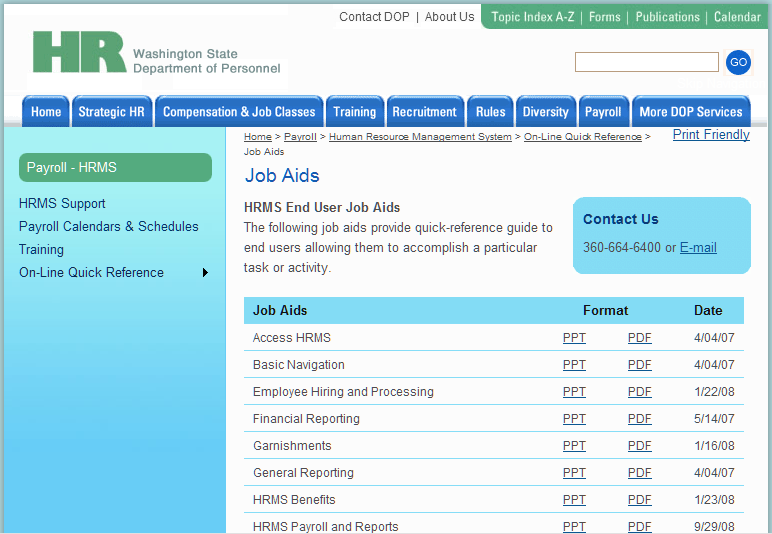 Contact DOP | About Us
Topic Index A-Z | Forms | Publications | Calendar
HR
Washington State
Department of Personnel
GO
Home
Strategic HR
Compensation & Job Classes
Training
Recruitment
Rules
Diversity
Payroll
More DOP Services
Home > Payroll > Human Resource Management System > On-Line Quick Reference >
Job Aids
Print Friendly
Payroll - HRMS
HRMS Support
Payroll Calendars & Schedules
Training
On-Line Quick Reference
Job Aids
HRMS End User Job Aids
The following job aids provide quick-reference guide to
end users allowing them to accomplish a particular
task or activity.
Contact Us
360-664-6400 or E-mail
Job Aids Format Date
Access HRMS PPT PDF 4/04/07
Basic Navigation PPT PDF 4/04/07
Employee Hiring and Processing PPT PDF 1/22/08
Financial Reporting PPT PDF 5/14/07
Garnishments PPT PDF 1/16/08
General Reporting PPT PDF 4/04/07
HRMS Benefits PPT PDF 1/23/08
HRMS Payroll and Reports PPT PDF 9/29/08